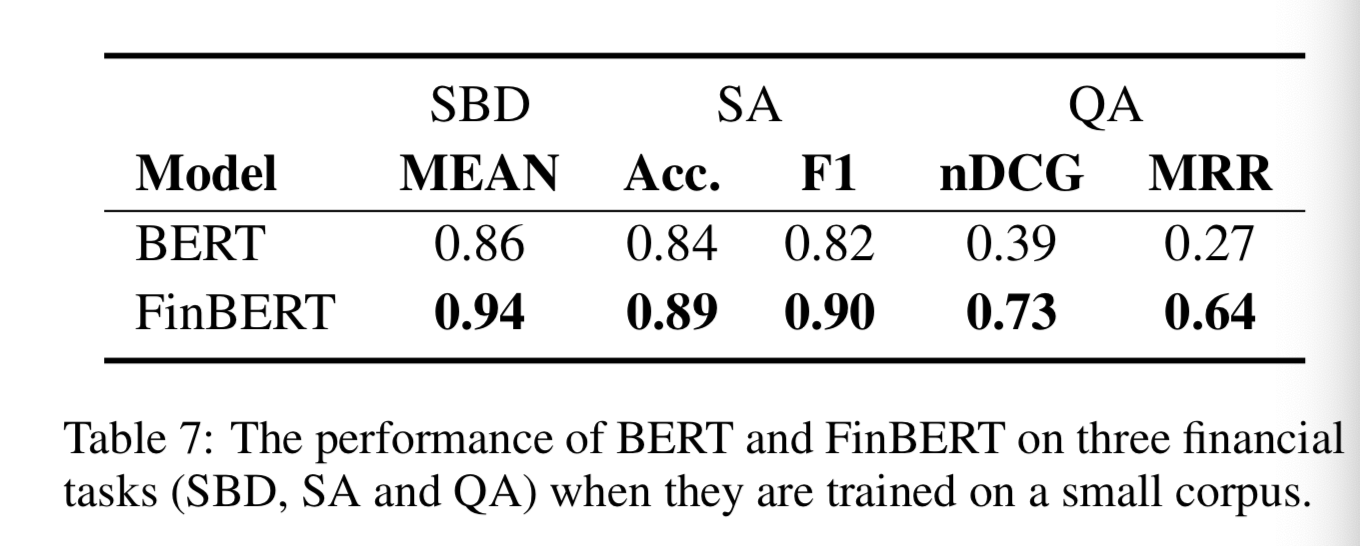 SBD SA QA
Model MEAN Acc. F1 nDCG MRR
BERT 0.86 0.84 0.82 0.39 0.27
FinBERT 0.94 0.89 0.90 0.73 0.64
Table 7: The performance of BERT and FinBERT on three financial
tasks (SBD, SA and QA) when they are trained on a small corpus.